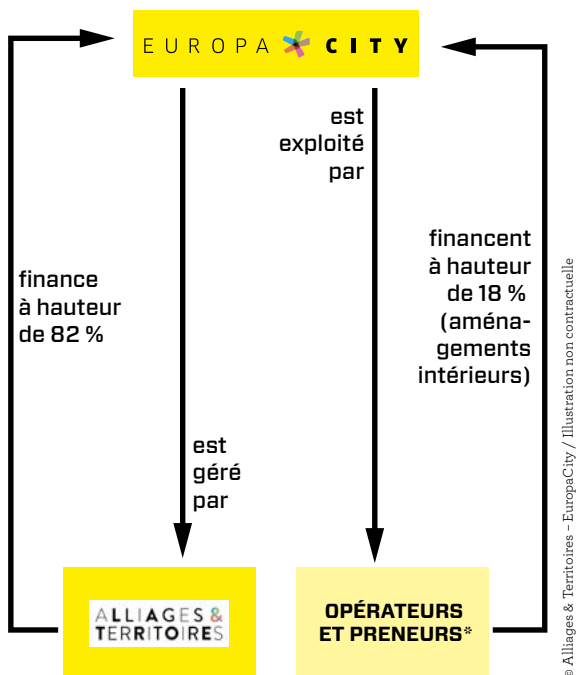 EUROPA CITY
est
exploité
par
finance
à hauteur
de 82 %
financent
à hauteur
de 18 %
(aména-
gements
intérieurs)
est
géré
par
ALLIAGES &
TERRITOIRES
OPÉRATEURS
ET PRENEURS*
© Alliages & Territoires – EuropaCity / Illustration non contractuelle